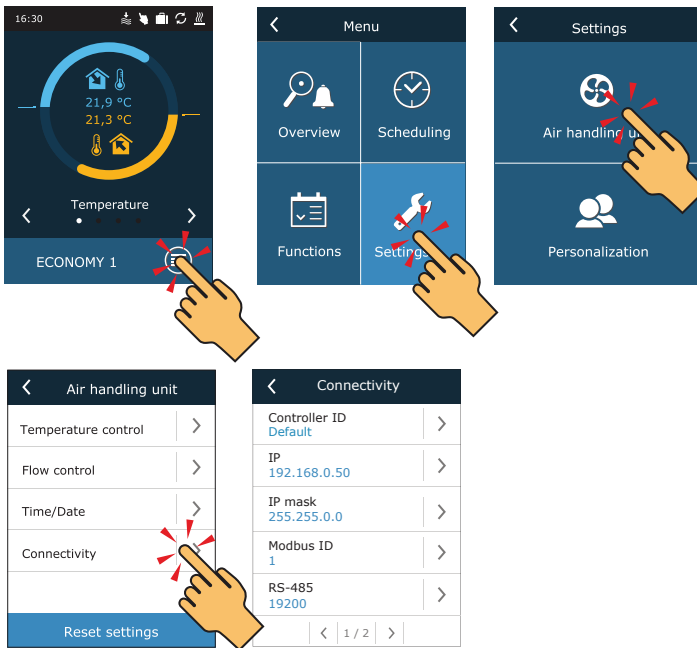 16:30
21,9 °C
21,3 °C
Temperature
ECONOMY 1
Menu
Overview
Scheduling
Functions
Settings
Settings
Air handling unit
Personalization
Air handling unit
Temperature control
Flow control
Time/Date
Connectivity
Reset settings
Connectivity
Controller ID
Default
IP
192.168.0.50
IP mask
255.255.0.0
Modbus ID
1
RS-485
19200
1 / 2